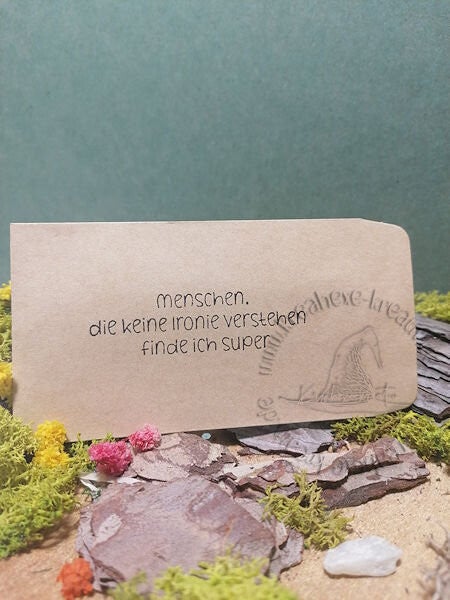 menschen.
die keine Ironie verstehen
finde ich super